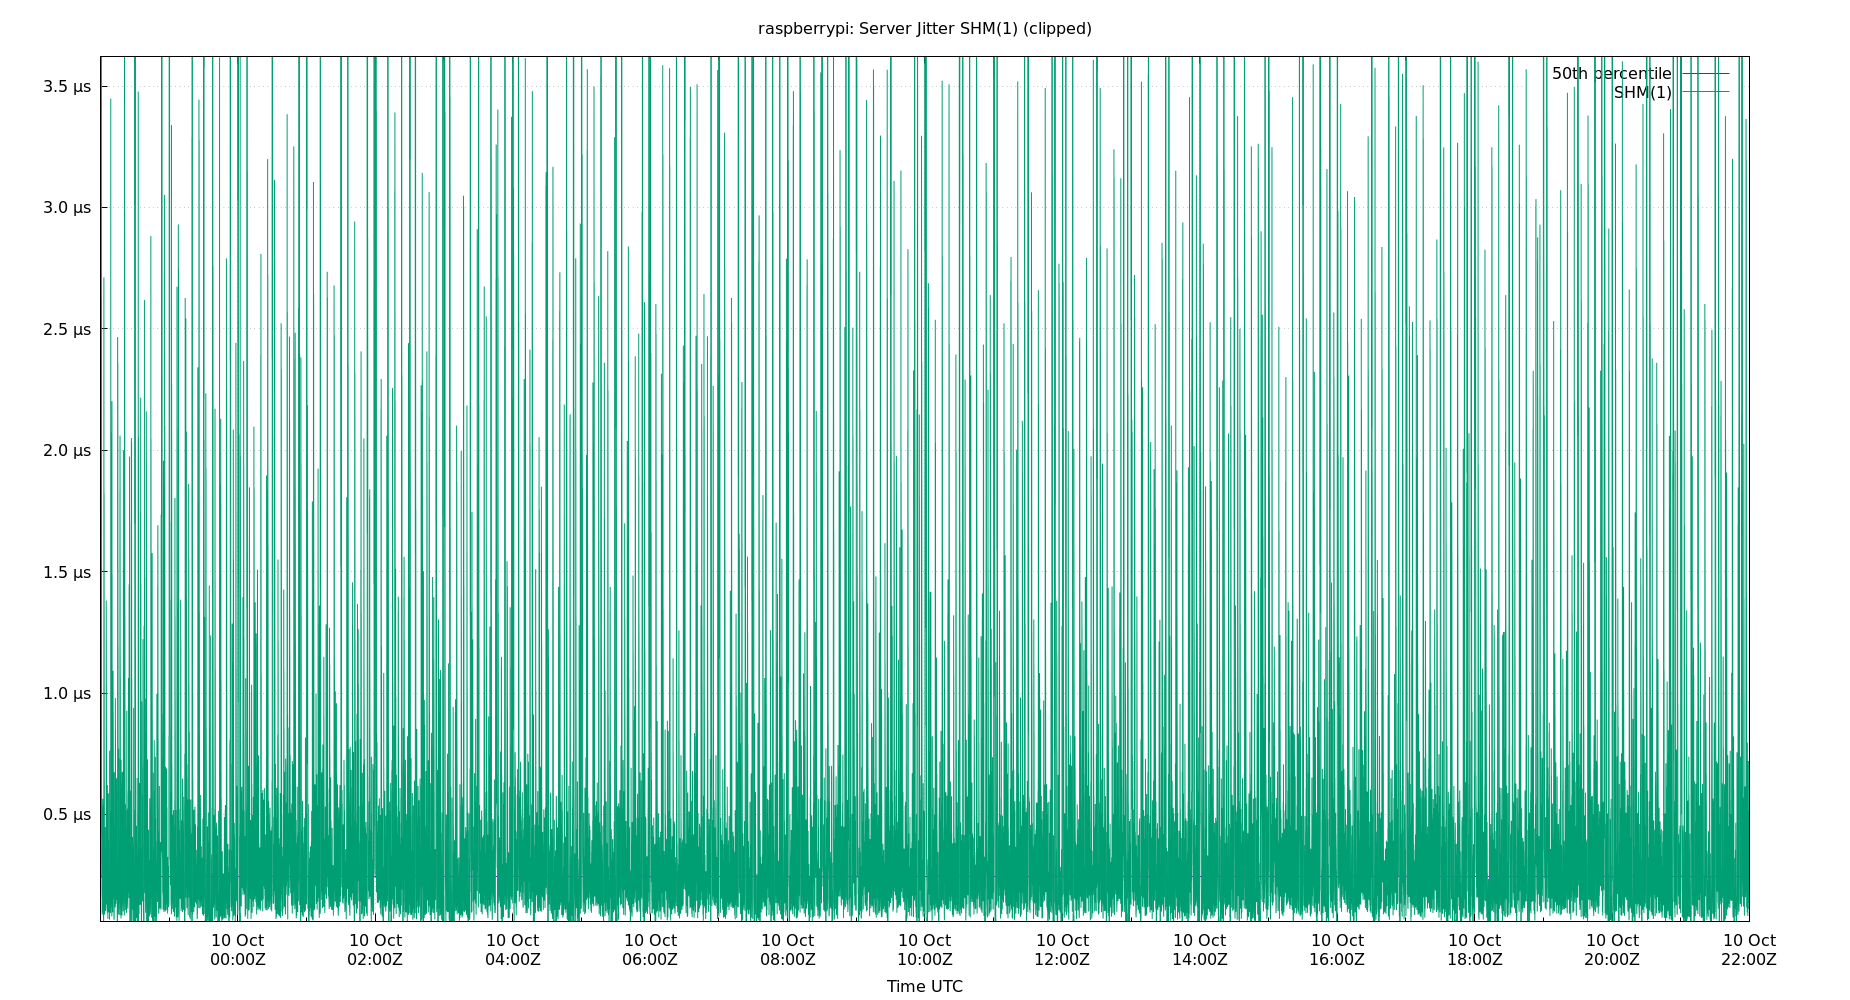 raspberrypi: Server Jitter SHM(1) (clipped)
50th percentile
SHM(1)
3.5 µs
3.0 µs
2.5 µs
2.0 µs
1.5 µs
1.0 µs
0.5 µs
10 Oct 10 Oct 10 Oct 10 Oct 10 Oct 10 Oct 10 Oct 10 Oct 10 Oct 10 Oct 10 Oct 10 Oct
00:00Z 02:00Z 04:00Z 06:00Z 08:00Z 10:00Z 12:00Z 14:00Z 16:00Z 18:00Z 20:00Z 22:00Z
Time UTC